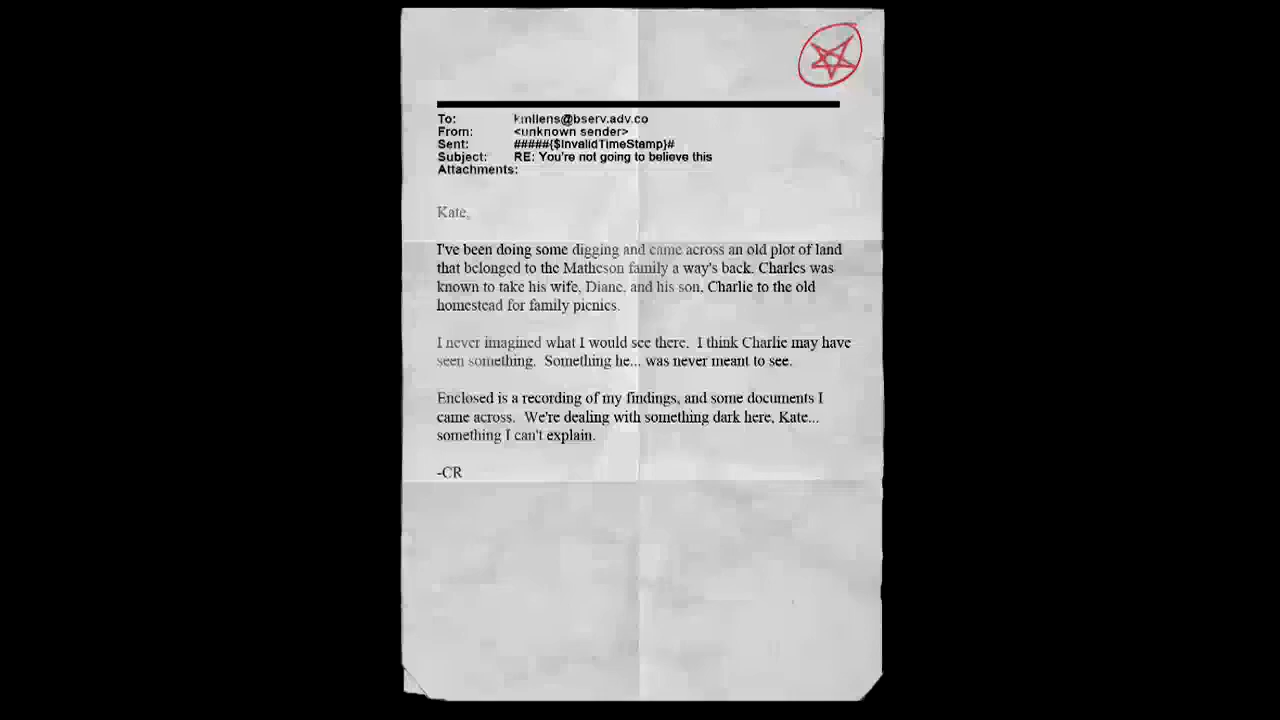 To: kmilens@bserv.adv.co
From: <unknown sender>
Sent: #####{$InvalidTimeStamp}#
Subject: RE: You're not going to believe this
Attachments:
Kate,
I've been doing some digging and came across an old plot of land
that belonged to the Matheson family a way's back. Charles was
known to take his wife, Diane, and his son, Charlie to the old
homestead for family picnics.
I never imagined what I would see there.  I think Charlie may have
seen something.  Something he... was never meant to see.
Enclosed is a recording of my findings, and some documents I
came across.  We're dealing with something dark here, Kate...
something I can't explain.
-CR